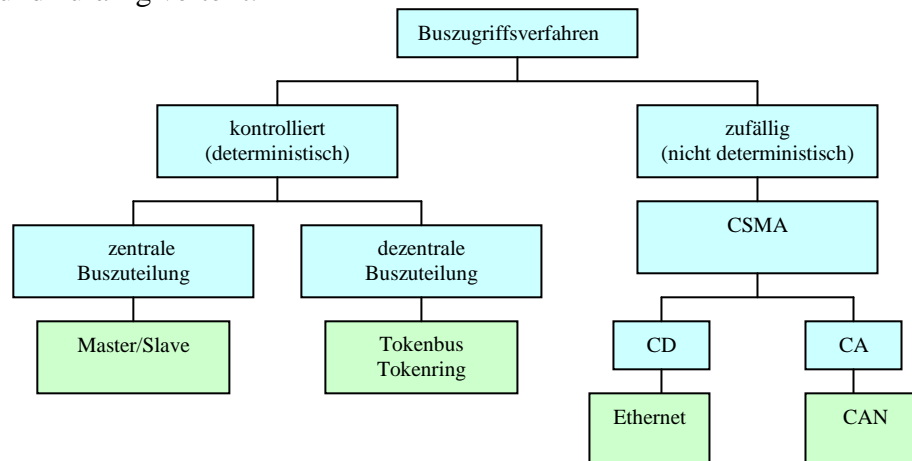 Buszugriffsverfahren
kontrolliert
(deterministisch)
zufällig
(nicht deterministisch)
zentrale
Buszuteilung
dezentrale
Buszuteilung
CSMA
Master/Slave
Tokenbus
Tokenring
CD
CA
Ethernet
CAN